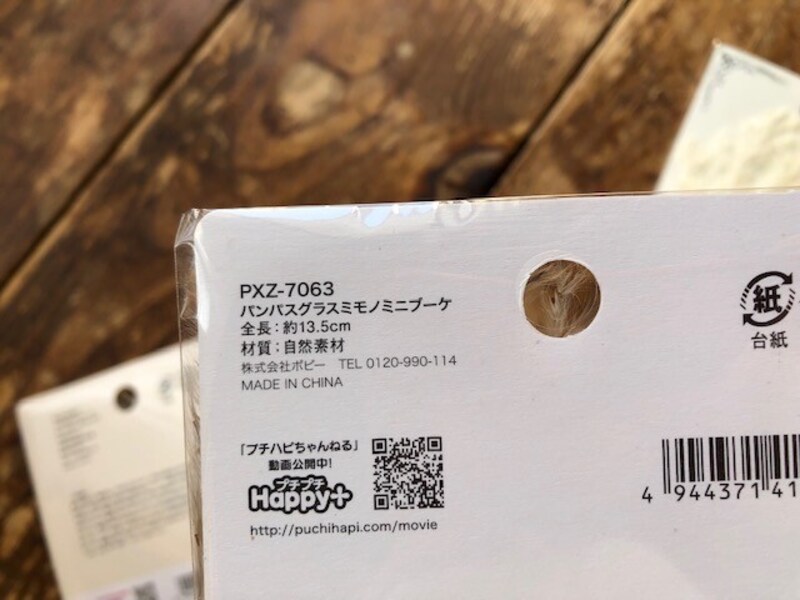 PXZ-7063
パンパスグラスミモノミニブーケ
全長：約13.5cm
材質：自然素材
株式会社ポピー TEL 0120-990-114
MADE IN CHINA
「プチハピちゃんねる」
動画公開中!
プチプチ
Happy+
http://puchihapi.com/movie
紙
台紙
4 944371 41